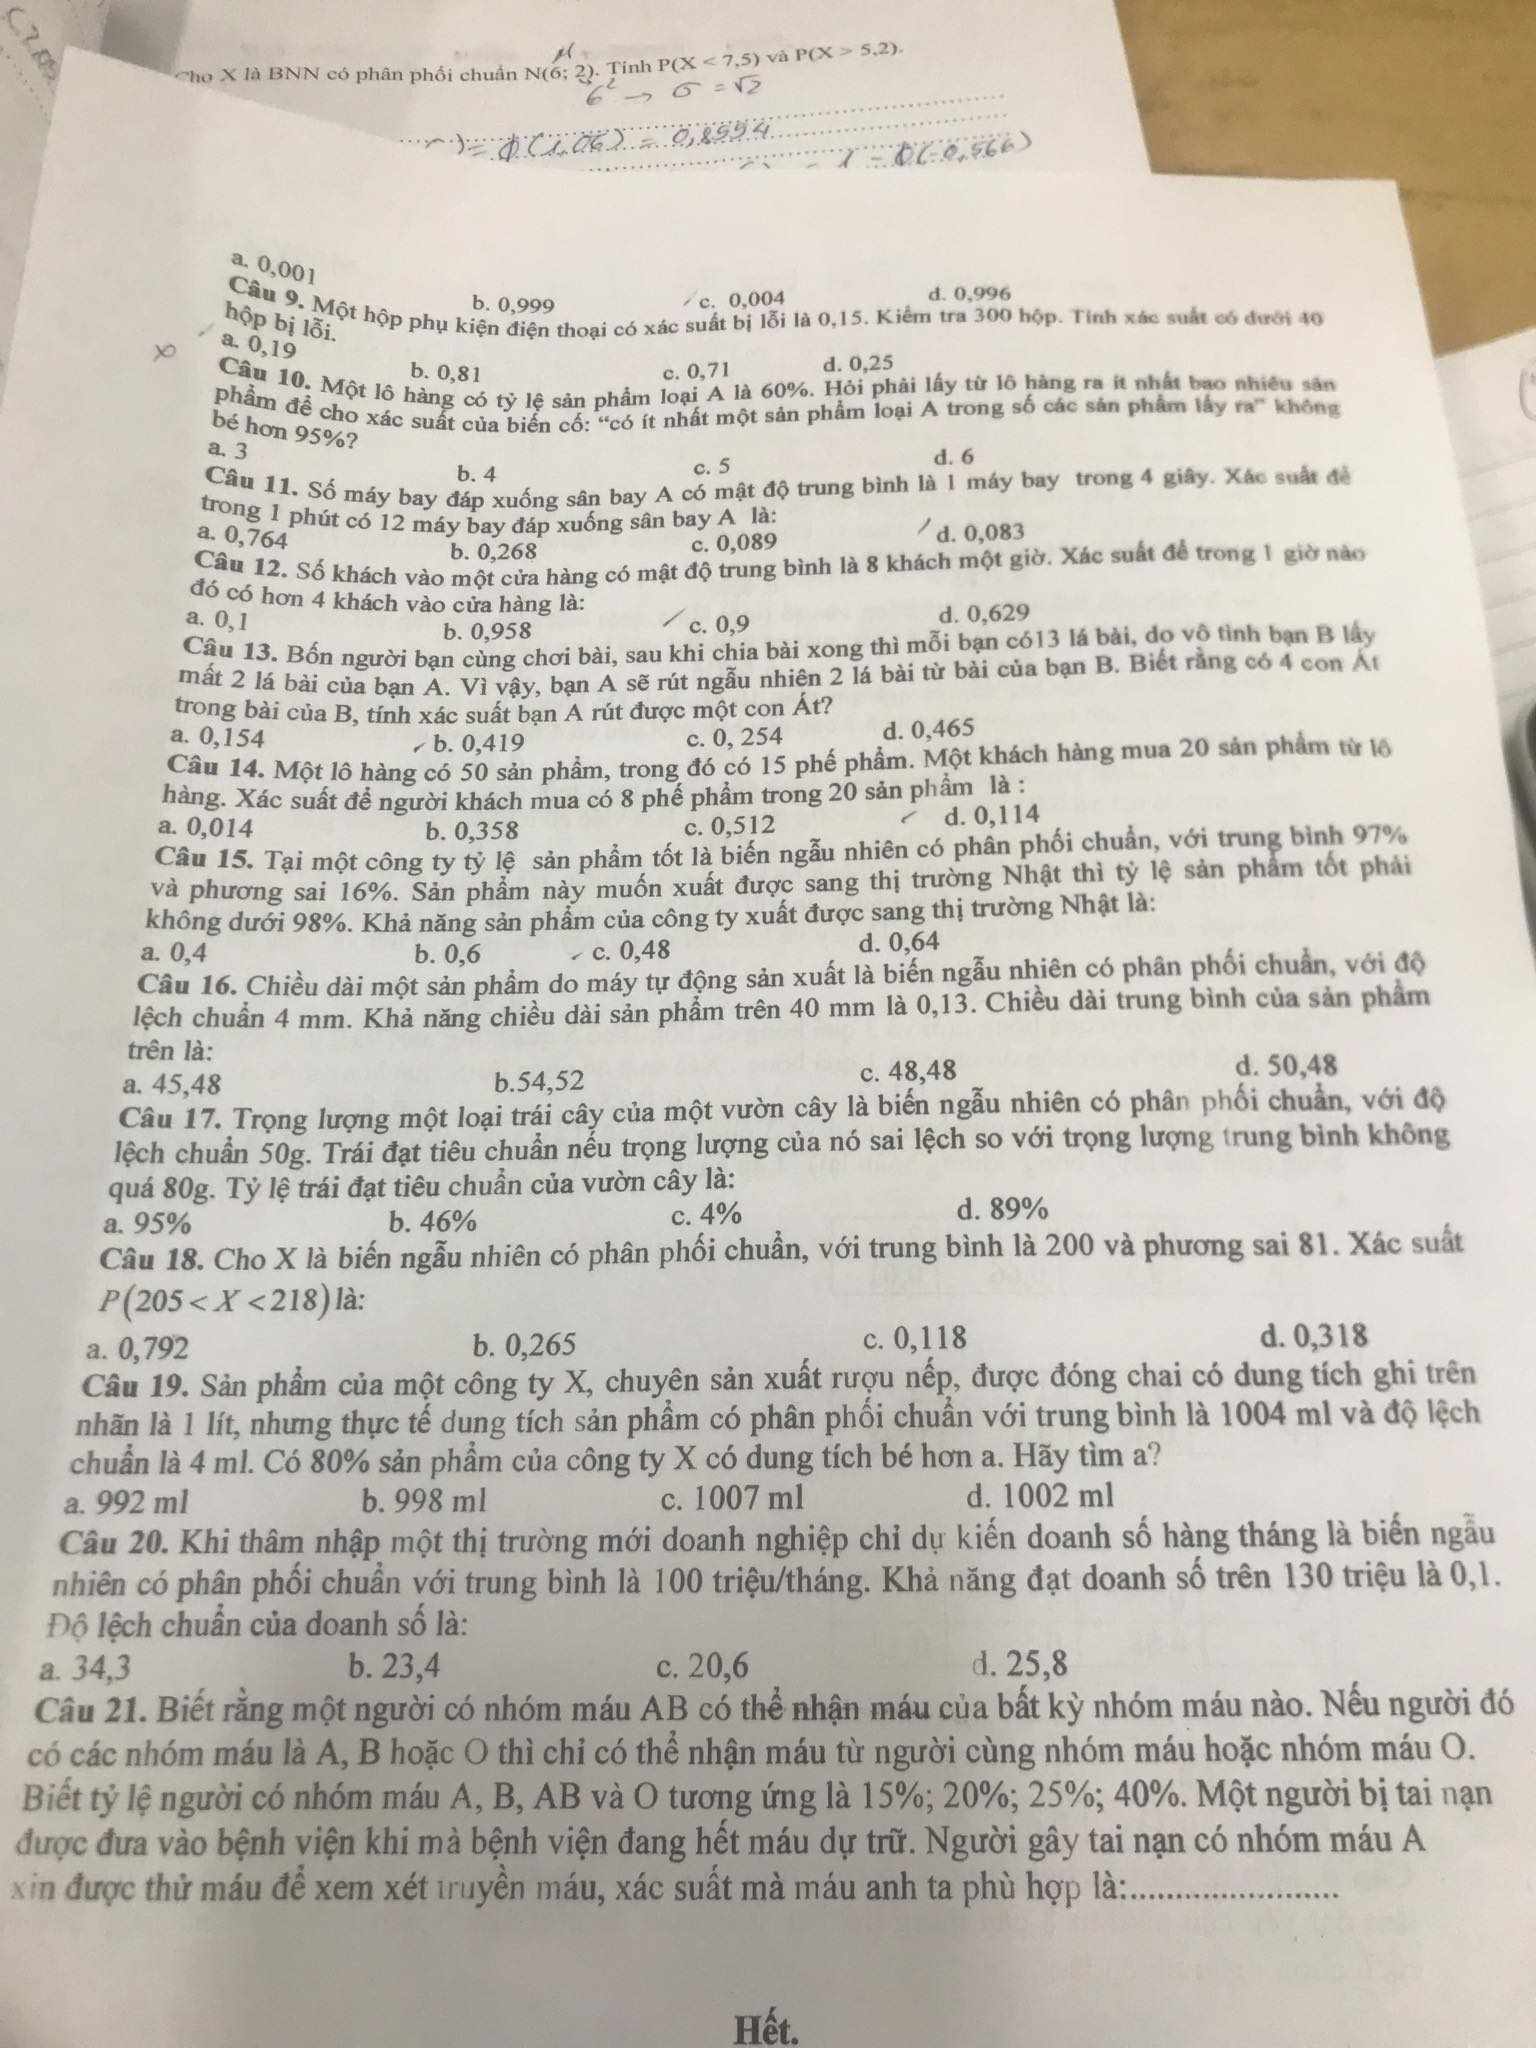 Cho X là BNN có phân phối chuẩn N(6; 2). Tính P(X < 7,5) và P(X > 5,2).
μ
σ² → σ = √2
) = Φ(1,06) = 0,8554
1 - Φ(-0,566)
a. 0,001 b. 0,999 c. 0,004 d. 0,996
Câu 9. Một hộp phụ kiện điện thoại có xác suất bị lỗi là 0,15. Kiểm tra 300 hộp. Tính xác suất có dưới 40
hộp bị lỗi.
a. 0,19 b. 0,81 c. 0,71 d. 0,25
Câu 10. Một lô hàng có tỷ lệ sản phẩm loại A là 60%. Hỏi phải lấy từ lô hàng ra ít nhất bao nhiêu sản
phẩm để cho xác suất của biến cố: “có ít nhất một sản phẩm loại A trong số các sản phẩm lấy ra” không
bé hơn 95%?
a. 3 b. 4 c. 5 d. 6
Câu 11. Số máy bay đáp xuống sân bay A có mật độ trung bình là 1 máy bay trong 4 giây. Xác suất để
trong 1 phút có 12 máy bay đáp xuống sân bay A là:
a. 0,764 b. 0,268 c. 0,089 d. 0,083
Câu 12. Số khách vào một cửa hàng có mật độ trung bình là 8 khách một giờ. Xác suất để trong 1 giờ nào
đó có hơn 4 khách vào cửa hàng là:
a. 0,1 b. 0,958 c. 0,9 d. 0,629
Câu 13. Bốn người bạn cùng chơi bài, sau khi chia bài xong thì mỗi bạn có13 lá bài, do vô tình bạn B lấy
mất 2 lá bài của bạn A. Vì vậy, bạn A sẽ rút ngẫu nhiên 2 lá bài từ bài của bạn B. Biết rằng có 4 con Át
trong bài của B, tính xác suất bạn A rút được một con Át?
a. 0,154 b. 0,419 c. 0, 254 d. 0,465
Câu 14. Một lô hàng có 50 sản phẩm, trong đó có 15 phế phẩm. Một khách hàng mua 20 sản phẩm từ lô
hàng. Xác suất để người khách mua có 8 phế phẩm trong 20 sản phẩm là :
a. 0,014 b. 0,358 c. 0,512 d. 0,114
Câu 15. Tại một công ty tỷ lệ sản phẩm tốt là biến ngẫu nhiên có phân phối chuẩn, với trung bình 97%
và phương sai 16%. Sản phẩm này muốn xuất được sang thị trường Nhật thì tỷ lệ sản phẩm tốt phải
không dưới 98%. Khả năng sản phẩm của công ty xuất được sang thị trường Nhật là:
a. 0,4 b. 0,6 c. 0,48 d. 0,64
Câu 16. Chiều dài một sản phẩm do máy tự động sản xuất là biến ngẫu nhiên có phân phối chuẩn, với độ
lệch chuẩn 4 mm. Khả năng chiều dài sản phẩm trên 40 mm là 0,13. Chiều dài trung bình của sản phẩm
trên là:
a. 45,48 b.54,52 c. 48,48 d. 50,48
Câu 17. Trọng lượng một loại trái cây của một vườn cây là biến ngẫu nhiên có phân phối chuẩn, với độ
lệch chuẩn 50g. Trái đạt tiêu chuẩn nếu trọng lượng của nó sai lệch so với trọng lượng trung bình không
quá 80g. Tỷ lệ trái đạt tiêu chuẩn của vườn cây là:
a. 95% b. 46% c. 4% d. 89%
Câu 18. Cho X là biến ngẫu nhiên có phân phối chuẩn, với trung bình là 200 và phương sai 81. Xác suất
P(205 < X < 218) là:
a. 0,792 b. 0,265 c. 0,118 d. 0,318
Câu 19. Sản phẩm của một công ty X, chuyên sản xuất rượu nếp, được đóng chai có dung tích ghi trên
nhãn là 1 lít, nhưng thực tế dung tích sản phẩm có phân phối chuẩn với trung bình là 1004 ml và độ lệch
chuẩn là 4 ml. Có 80% sản phẩm của công ty X có dung tích bé hơn a. Hãy tìm a?
a. 992 ml b. 998 ml c. 1007 ml d. 1002 ml
Câu 20. Khi thâm nhập một thị trường mới doanh nghiệp chỉ dự kiến doanh số hàng tháng là biến ngẫu
nhiên có phân phối chuẩn với trung bình là 100 triệu/tháng. Khả năng đạt doanh số trên 130 triệu là 0,1.
Độ lệch chuẩn của doanh số là:
a. 34,3 b. 23,4 c. 20,6 d. 25,8
Câu 21. Biết rằng một người có nhóm máu AB có thể nhận máu của bất kỳ nhóm máu nào. Nếu người đó
có các nhóm máu là A, B hoặc O thì chỉ có thể nhận máu từ người cùng nhóm máu hoặc nhóm máu O.
Biết tỷ lệ người có nhóm máu A, B, AB và O tương ứng là 15%; 20%; 25%; 40%. Một người bị tai nạn
được đưa vào bệnh viện khi mà bệnh viện đang hết máu dự trữ. Người gây tai nạn có nhóm máu A
xin được thử máu để xem xét truyền máu, xác suất mà máu anh ta phù hợp là:......................
Hết.